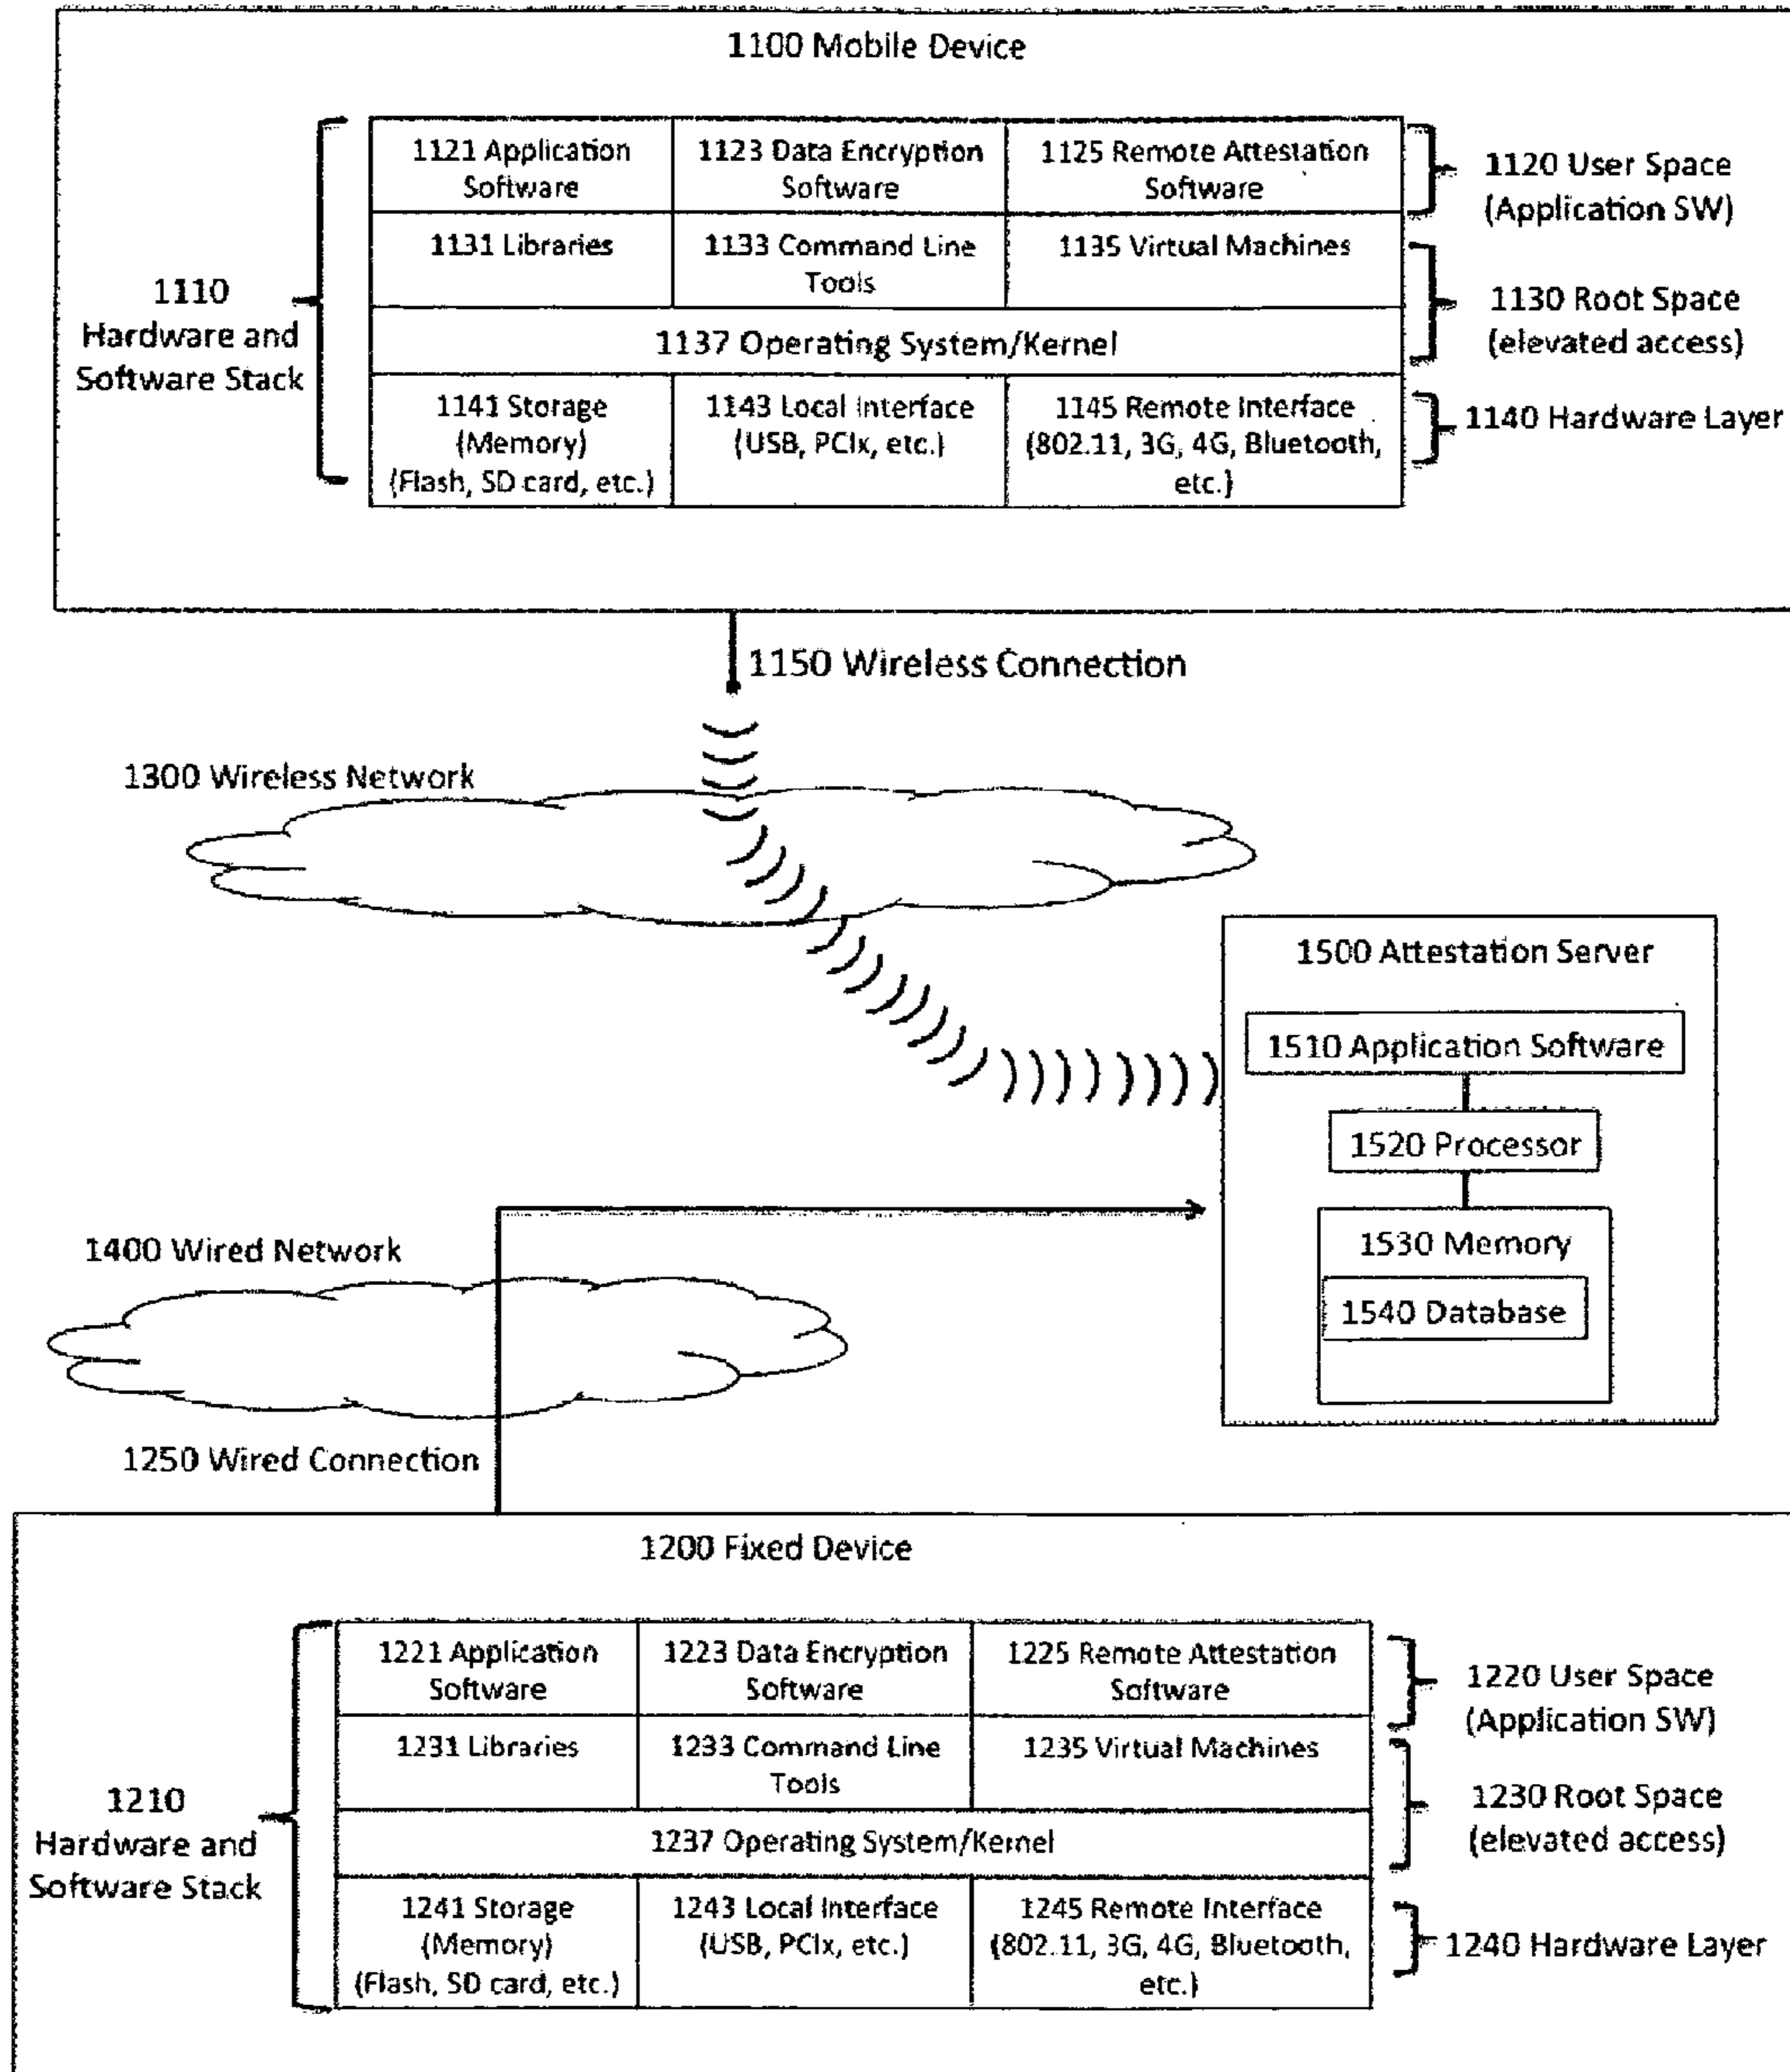 1100 Mobile Device
1110
Hardware and
Software Stack
1121 Application
Software
1123 Data Encryption
Software
1125 Remote Attestation
Software
1120 User Space
(Application SW)
1131 Libraries
1133 Command Line
Tools
1135 Virtual Machines
1130 Root Space
(elevated access)
1137 Operating System/Kernel
1141 Storage
(Memory)
(Flash, SD card, etc.)
1143 Local Interface
(USB, PCIx, etc.)
1145 Remote Interface
(802.11, 3G, 4G, Bluetooth,
etc.)
1140 Hardware Layer
1150 Wireless Connection
1300 Wireless Network
1500 Attestation Server
1510 Application Software
1520 Processor
1530 Memory
1540 Database
1400 Wired Network
1250 Wired Connection
1200 Fixed Device
1210
Hardware and
Software Stack
1221 Application
Software
1223 Data Encryption
Software
1225 Remote Attestation
Software
1220 User Space
(Application SW)
1231 Libraries
1233 Command Line
Tools
1235 Virtual Machines
1230 Root Space
(elevated access)
1237 Operating System/Kernel
1241 Storage
(Memory)
(Flash, SD card, etc.)
1243 Local Interface
(USB, PCIx, etc.)
1245 Remote Interface
(802.11, 3G, 4G, Bluetooth,
etc.)
1240 Hardware Layer